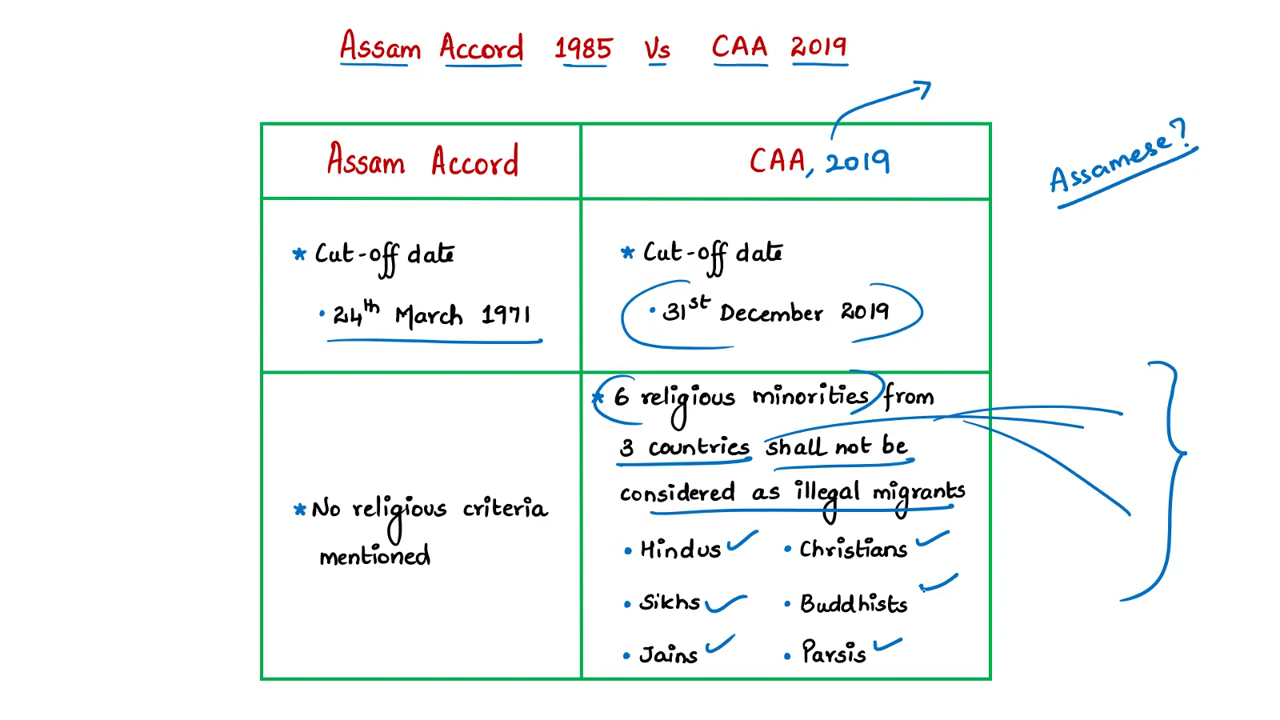 Assam Accord 1985 Vs CAA 2019
Assam Accord
CAA, 2019
Assamese?
* Cut-off date
• 24th March 1971
* Cut-off date
• 31st December 2019
* No religious criteria
mentioned
* 6 religious minorities from
3 countries shall not be
considered as illegal migrants
• Hindus
• Christians
• Sikhs
• Buddhists
• Jains
• Parsis